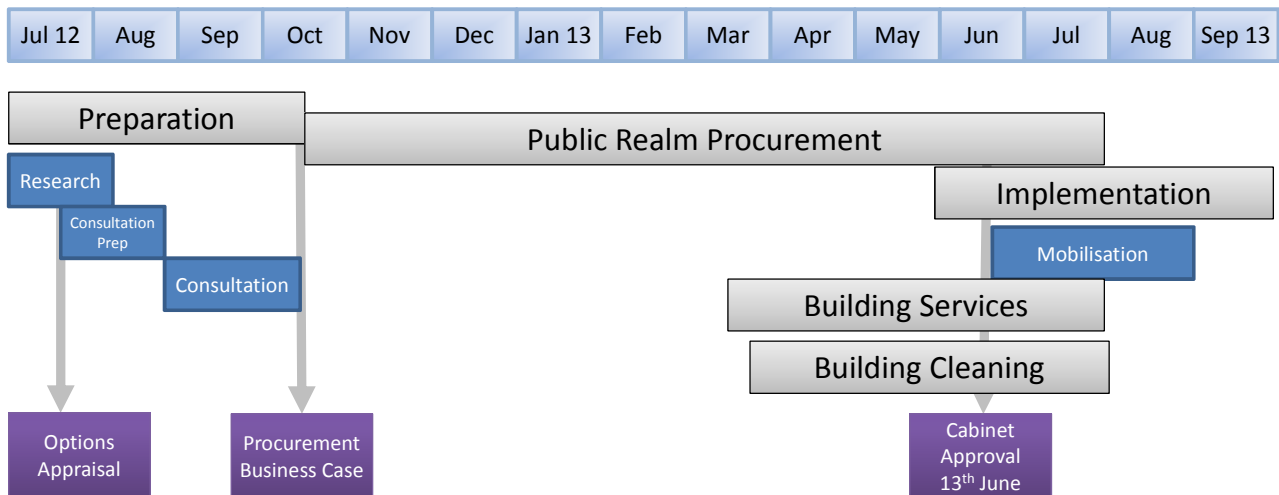 Jul 12 Aug Sep Oct Nov Dec Jan 13 Feb Mar Apr May Jun Jul Aug Sep 13
Preparation
Public Realm Procurement
Research
Implementation
Consultation
Prep
Mobilisation
Consultation
Building Services
Building Cleaning
Options
Appraisal
Procurement
Business Case
Cabinet
Approval
13th June